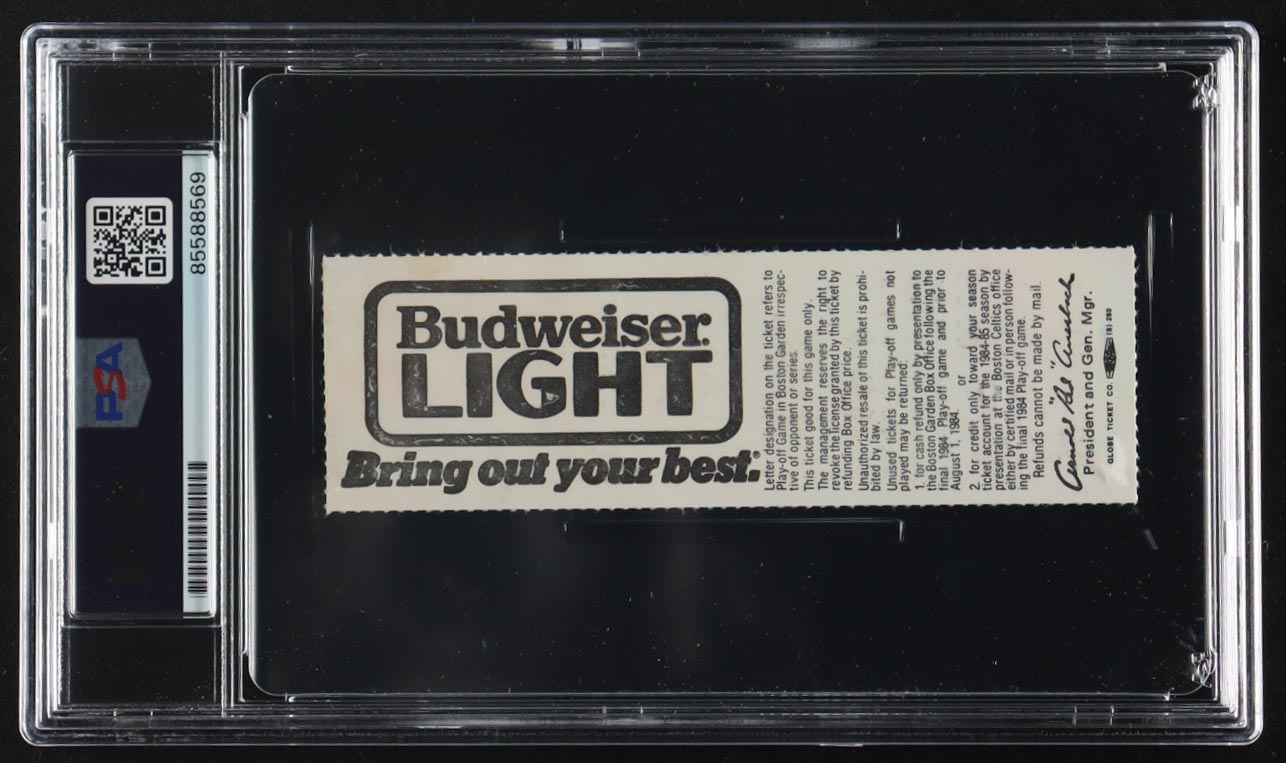 85588569
PSA
Budweiser.
LIGHT
Bring out your best.®
Letter designation on the ticket refers to
Play-off Game in Boston Garden irrespec-
tive of opponent or series.
This ticket good for this game only.
The management reserves the right to
revoke the license granted by this ticket by
refunding Box Office price.
Unauthorized resale of this ticket is prohi-
bited by law.
Unused tickets for Play-off games not
played may be returned:
1. for cash refund only by presentation to
the Boston Garden Box Office following the
final 1984 Play-off game and prior to
August 1, 1984.
or
2. for credit only toward your season
ticket account for the 1984-85 season by
presentation at the Boston Celtics office
either by certified mail or in person follow-
ing the final 1984 Play-off game.
Refunds cannot be made by mail.
Arnold "Red" Auerbach
President and Gen. Mgr.
GLOBE TICKET CO.